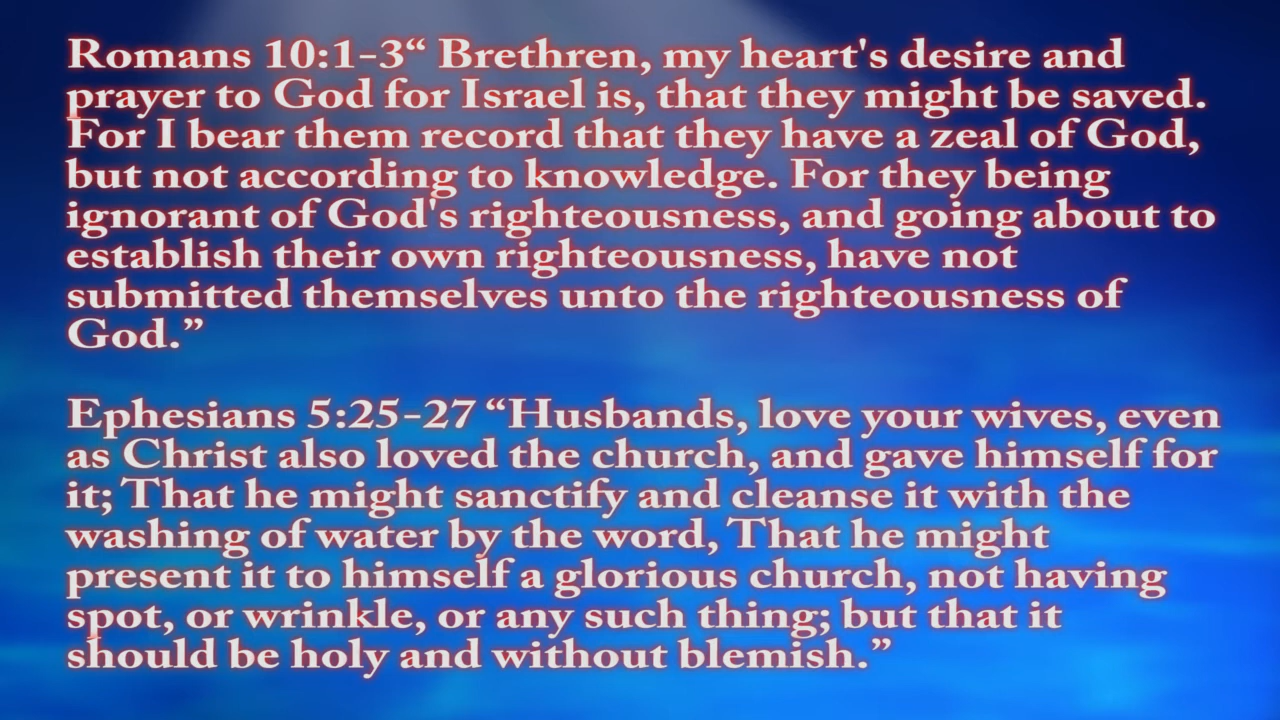 Romans 10:1-3“ Brethren, my heart's desire and
prayer to God for Israel is, that they might be saved.
For I bear them record that they have a zeal of God,
but not according to knowledge. For they being
ignorant of God's righteousness, and going about to
establish their own righteousness, have not
submitted themselves unto the righteousness of
God.”
Ephesians 5:25-27 “Husbands, love your wives, even
as Christ also loved the church, and gave himself for
it; That he might sanctify and cleanse it with the
washing of water by the word, That he might
present it to himself a glorious church, not having
spot, or wrinkle, or any such thing; but that it
should be holy and without blemish.”